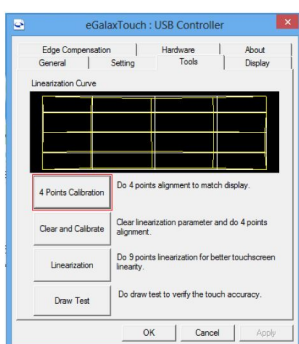 eGalaxTouch : USB Controller
Edge Compensation Hardware About
General Setting Tools Display
Linearization Curve
4 Points Calibration
Do 4 points alignment to match display.
Clear and Calibrate
Clear linearization parameter and do 4 points
alignment.
Linearization
Do 9 points linearization for better touchscreen
linearity.
Draw Test
Do draw test to verify the touch accuracy.
OK Cancel Apply